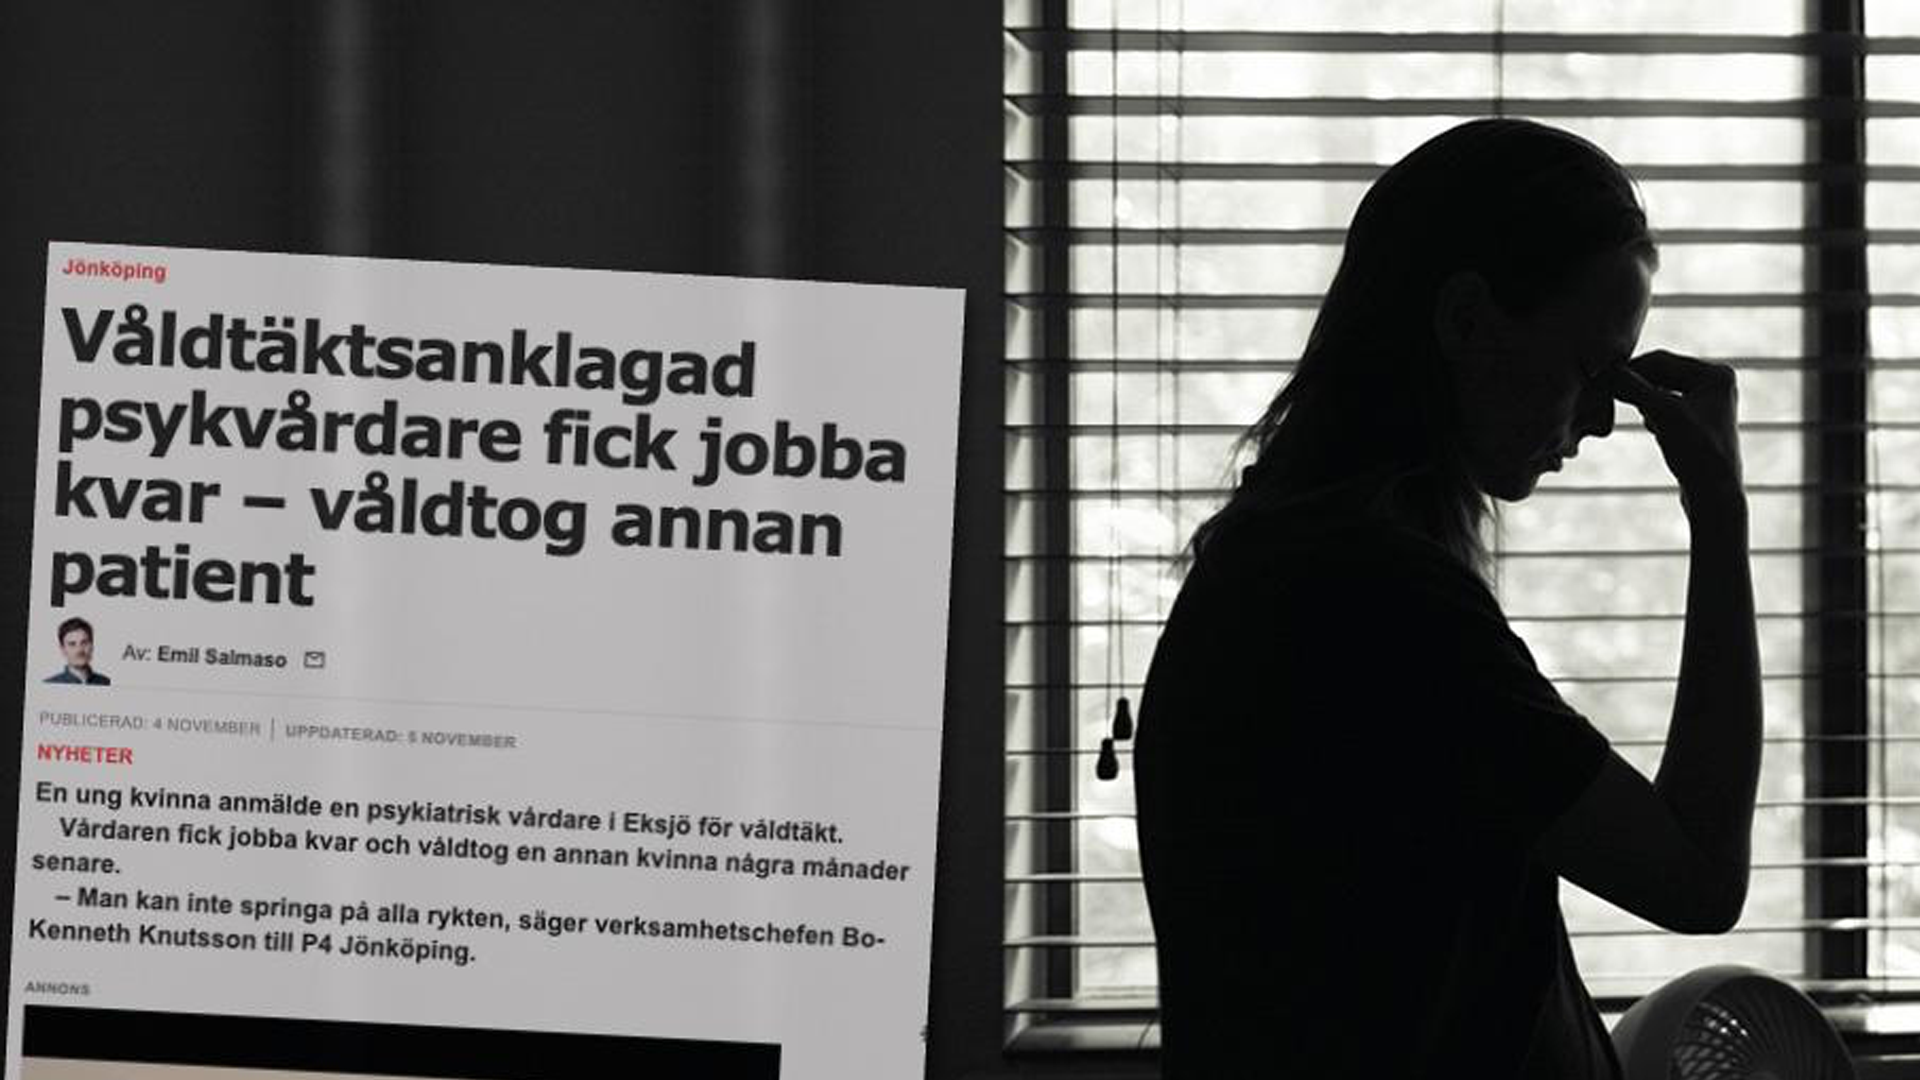 Jönköping
Våldtäktsanklagad
psykvårdare fick jobba
kvar – våldtog annan
patient
Av: Emil Salmaso
PUBLICERAD: 4 NOVEMBER | UPPDATERAD: 5 NOVEMBER
NYHETER
En ung kvinna anmälde en psykiatrisk vårdare i Eksjö för våldtäkt.
Vårdaren fick jobba kvar och våldtog en annan kvinna några månader
senare.
– Man kan inte springa på alla rykten, säger verksamhetschefen Bo-
Kenneth Knutsson till P4 Jönköping.
ANNONS